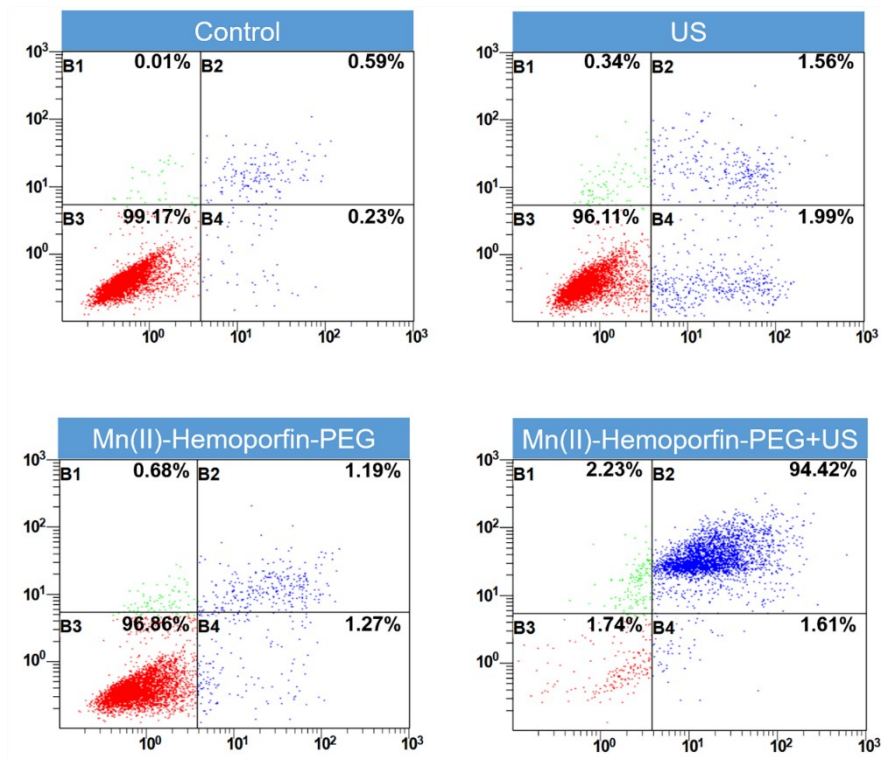 Control
US
10³
B1 0.01% B2 0.59%
10²
10¹
B3 99.17% B4 0.23%
10⁰
10⁰ 10¹ 10² 10³
10³
B1 0.34% B2 1.56%
10²
10¹
B3 96.11% B4 1.99%
10⁰
10⁰ 10¹ 10² 10³
Mn(II)-Hemoporfin-PEG
Mn(II)-Hemoporfin-PEG+US
10³
B1 0.68% B2 1.19%
10²
10¹
B3 96.86% B4 1.27%
10⁰
10⁰ 10¹ 10² 10³
10³
B1 2.23% B2 94.42%
10²
10¹
B3 1.74% B4 1.61%
10⁰
10⁰ 10¹ 10² 10³